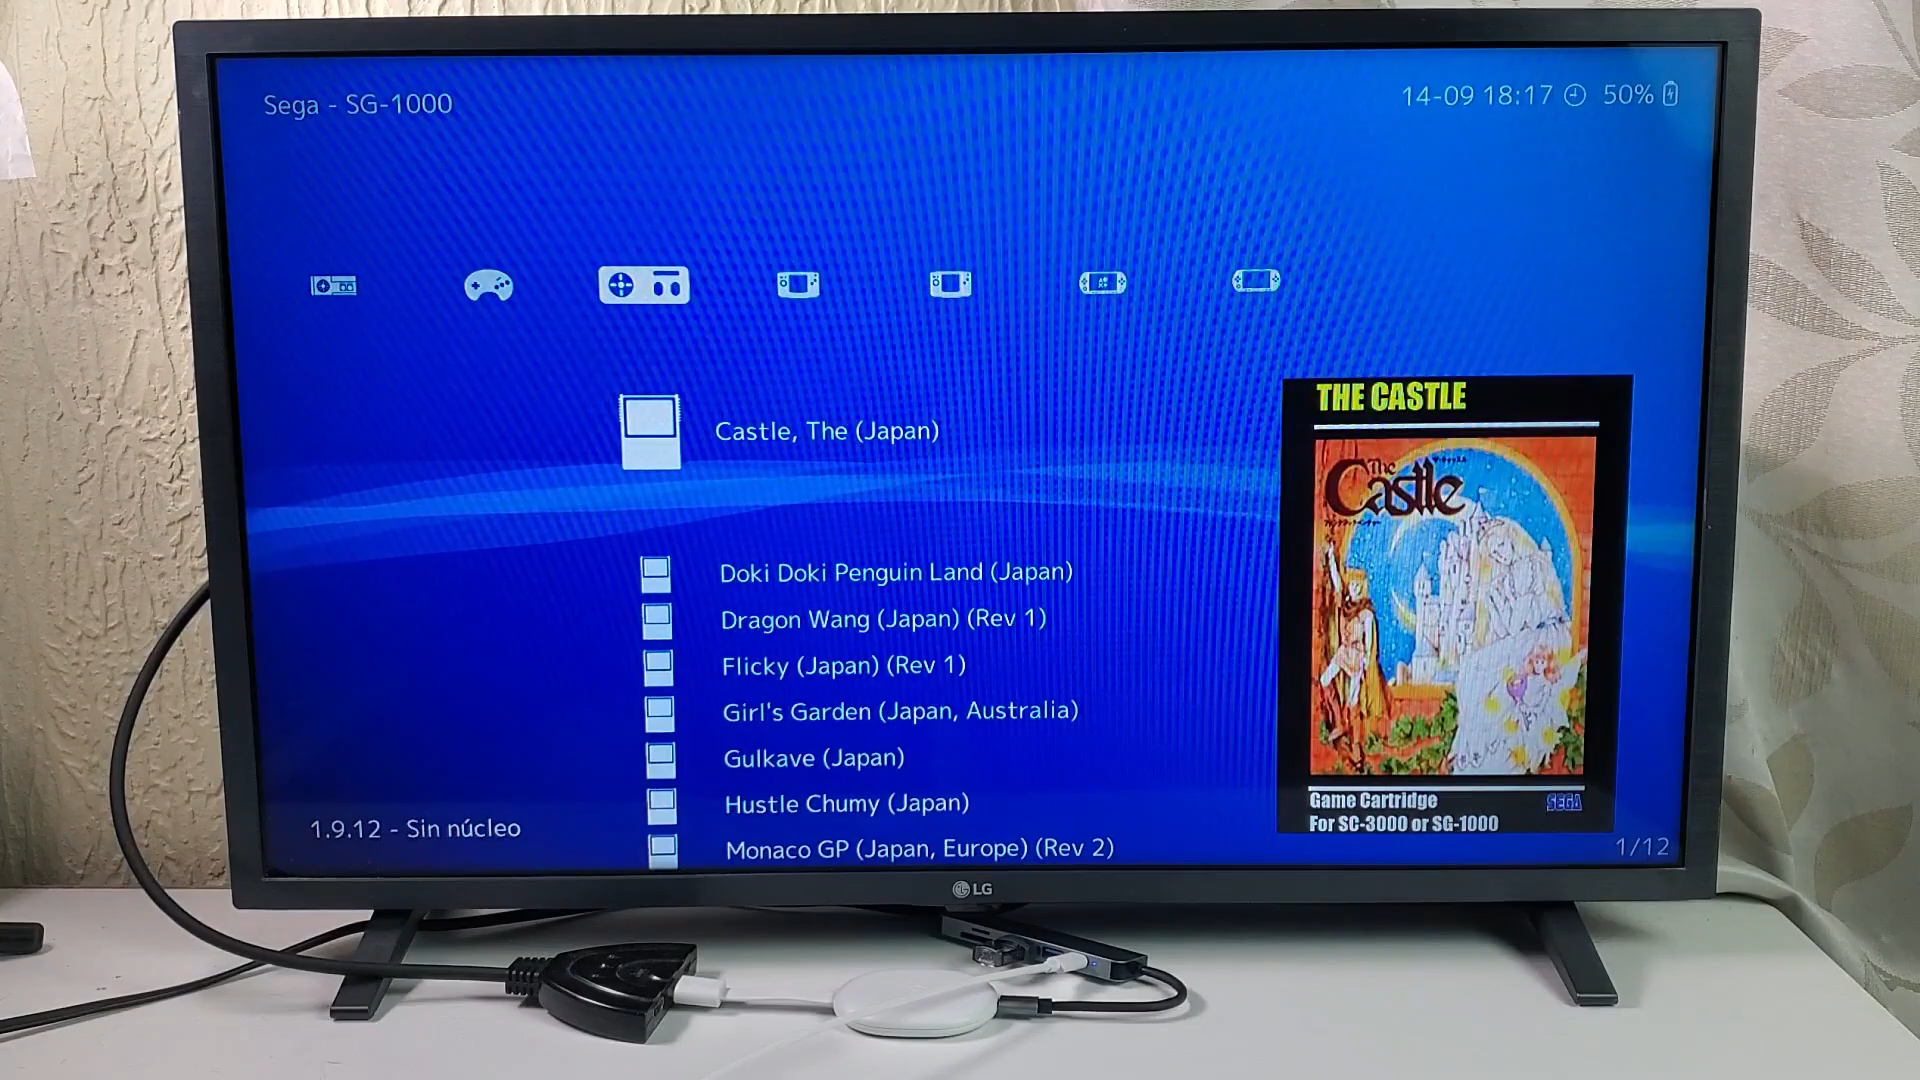 Sega - SG-1000
14-09 18:17 50%
Castle, The (Japan)
Doki Doki Penguin Land (Japan)
Dragon Wang (Japan) (Rev 1)
Flicky (Japan) (Rev 1)
Girl's Garden (Japan, Australia)
Gulkave (Japan)
Hustle Chumy (Japan)
Monaco GP (Japan, Europe) (Rev 2)
1.9.12 - Sin núcleo
THE CASTLE
The
Castle
Game Cartridge
SEGA
For SC-3000 or SG-1000
1/12
LG